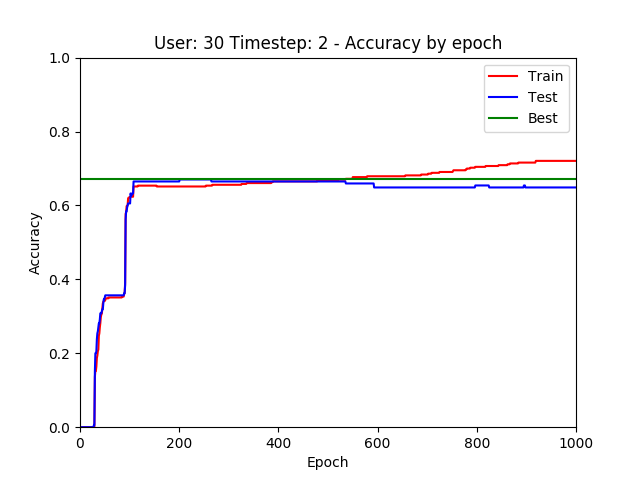 User: 30 Timestep: 2 - Accuracy by epoch
1.0
0.8
0.6
0.4
0.2
0.0
Accuracy
Train
Test
Best
0 200 400 600 800 1000
Epoch